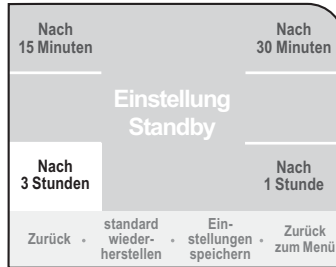 Nach
15 Minuten
Nach
30 Minuten
Einstellung
Standby
Nach
3 Stunden
Nach
1 Stunde
Zurück •
standard
wieder-
herstellen
•
Ein-
stellungen
speichern
•
Zurück
zum Menü